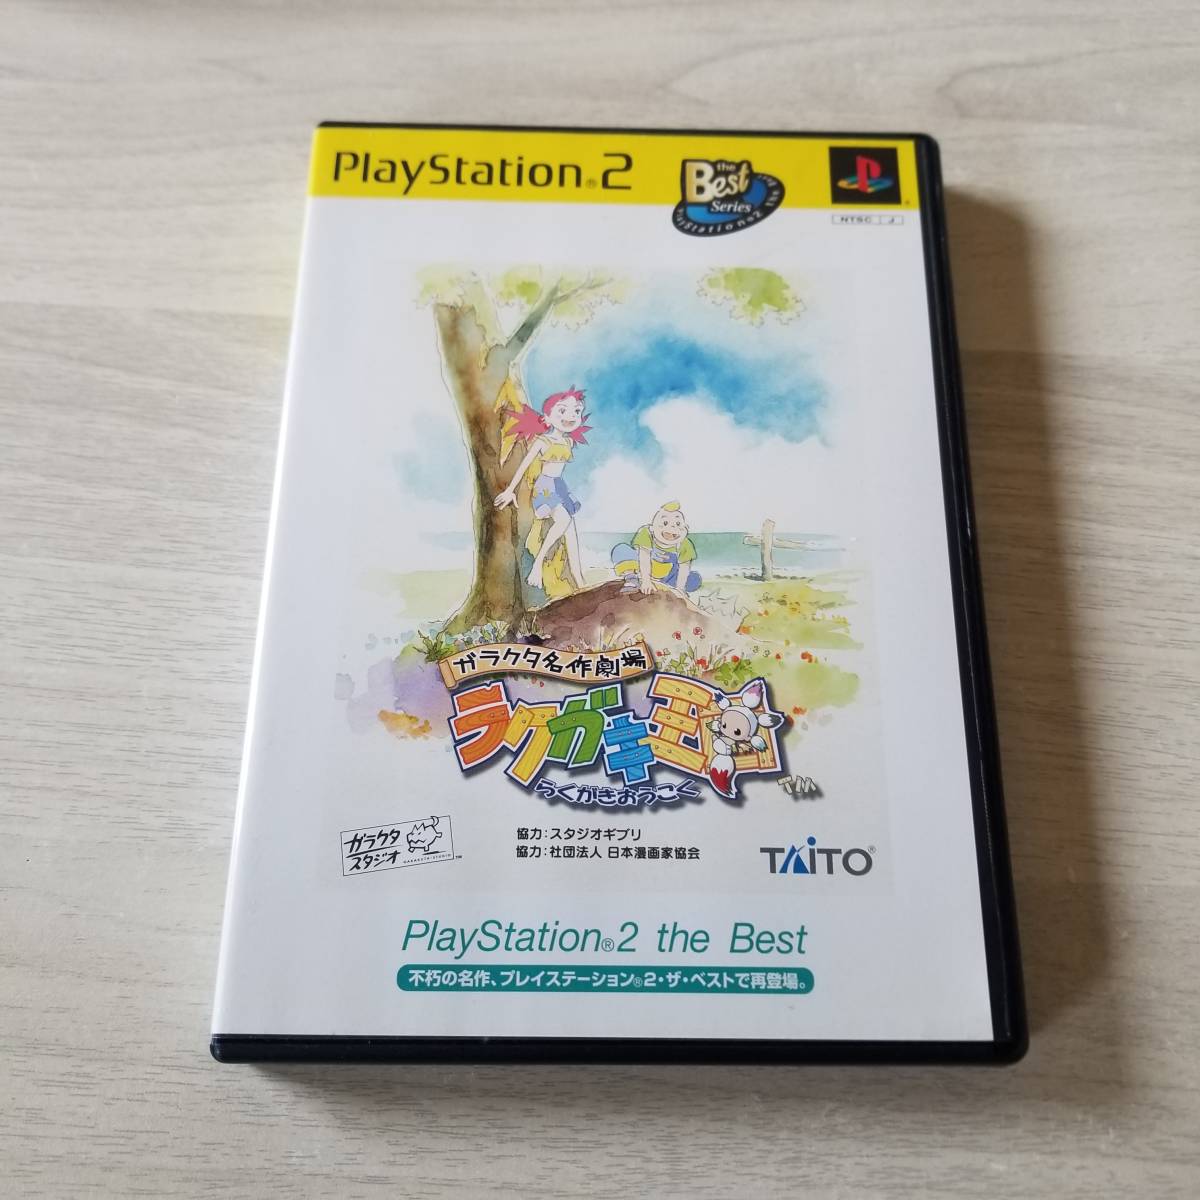 PlayStation®2
the
Best
Series
PlayStation®2 the Best
®
NTSC J
ガラクタ名作劇場
ラクガキ王国
らくがきおうこく
TM
ガラクタ
スタジオ
GARAKUTA-STUDIO
TM
協力：スタジオギブリ
協力：社団法人 日本漫画家協会
TAITO®
PlayStation®2 the Best
不朽の名作、プレイステーション®2・ザ・ベストで再登場。